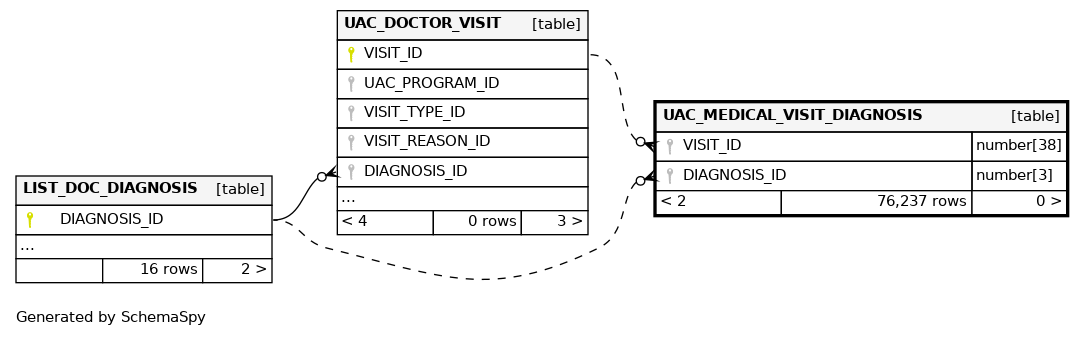 UAC_DOCTOR_VISIT [table]
VISIT_ID
UAC_PROGRAM_ID
VISIT_TYPE_ID
VISIT_REASON_ID
DIAGNOSIS_ID
...
< 4 0 rows 3 >
UAC_MEDICAL_VISIT_DIAGNOSIS [table]
VISIT_ID number[38]
DIAGNOSIS_ID number[3]
< 2 76,237 rows 0 >
LIST_DOC_DIAGNOSIS [table]
DIAGNOSIS_ID
...
16 rows 2 >
Generated by SchemaSpy